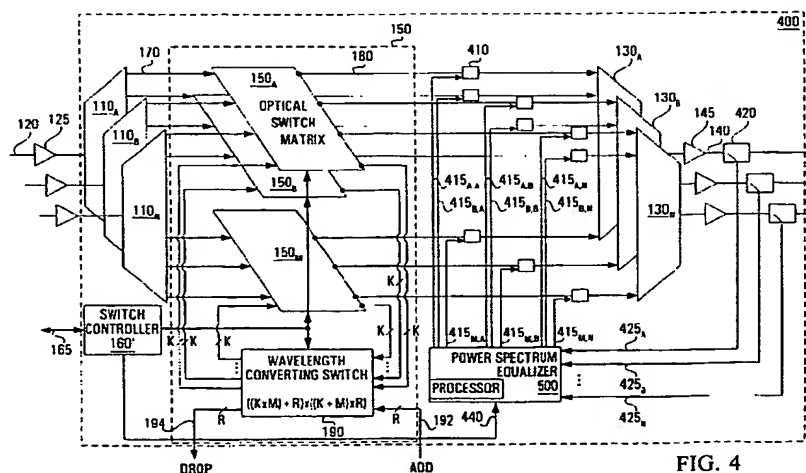 150
400
170
150A
180
410
130A
110A
OPTICAL
SWITCH
MATRIX
130B
145
420
120
125
110B
140
150B
415A,A
415A,B
415A,N
415B,A
415B,B
415B,N
110N
130N
150M
K
SWITCH
CONTROLLER
160'
165
K
K
K
K
K
K
415M,A
415M,B
415M,N
425A
WAVELENGTH
CONVERTING SWITCH
((KxM)+R)x((K+M)xR)
POWER SPECTRUM
EQUALIZER
PROCESSOR
500
425B
425N
194
R
190
R
192
440
DROP
ADD
FIG. 4